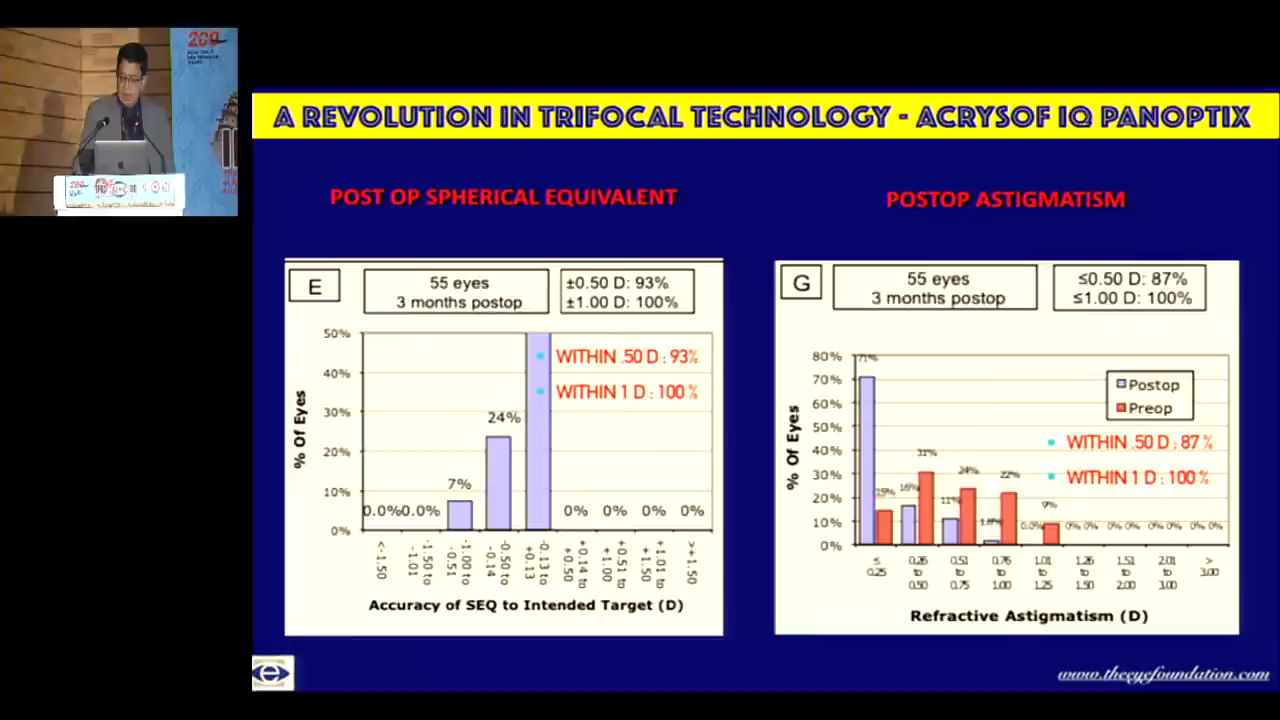 200
A REVOLUTION IN TRIFOCAL TECHNOLOGY - ACRYSOF IQ PANOPTIX
POST OP SPHERICAL EQUIVALENT
E
55 eyes
3 months postop
±0.50 D: 93%
±1.00 D: 100%
50%
40%
30%
20%
10%
0%
% Of Eyes
WITHIN .50 D : 93%
WITHIN 1 D : 100 %
0.0% 0.0% 7% 24% 0% 0% 0% 0%
<-1.50
-1.50 to -1.01
-1.00 to -0.51
-0.50 to -0.14
-0.13 to +0.13
+0.14 to +0.50
+0.51 to +1.00
+1.01 to +1.50
>+1.50
Accuracy of SEQ to Intended Target (D)
POSTOP ASTIGMATISM
G
55 eyes
3 months postop
≤0.50 D: 87%
≤1.00 D: 100%
80%
70%
60%
50%
40%
30%
20%
10%
0%
% Of Eyes
Postop
Preop
WITHIN .50 D : 87 %
WITHIN 1 D : 100 %
71% 15% 16% 31% 11% 24% 1.8% 22% 0.0% 9% 0% 0% 0% 0% 0% 0% 0% 0%
≤ 0.25
0.26 to 0.50
0.51 to 0.75
0.76 to 1.00
1.01 to 1.25
1.26 to 1.50
1.51 to 2.00
2.01 to 3.00
> 3.00
Refractive Astigmatism (D)
e
www.theeyefoundation.com